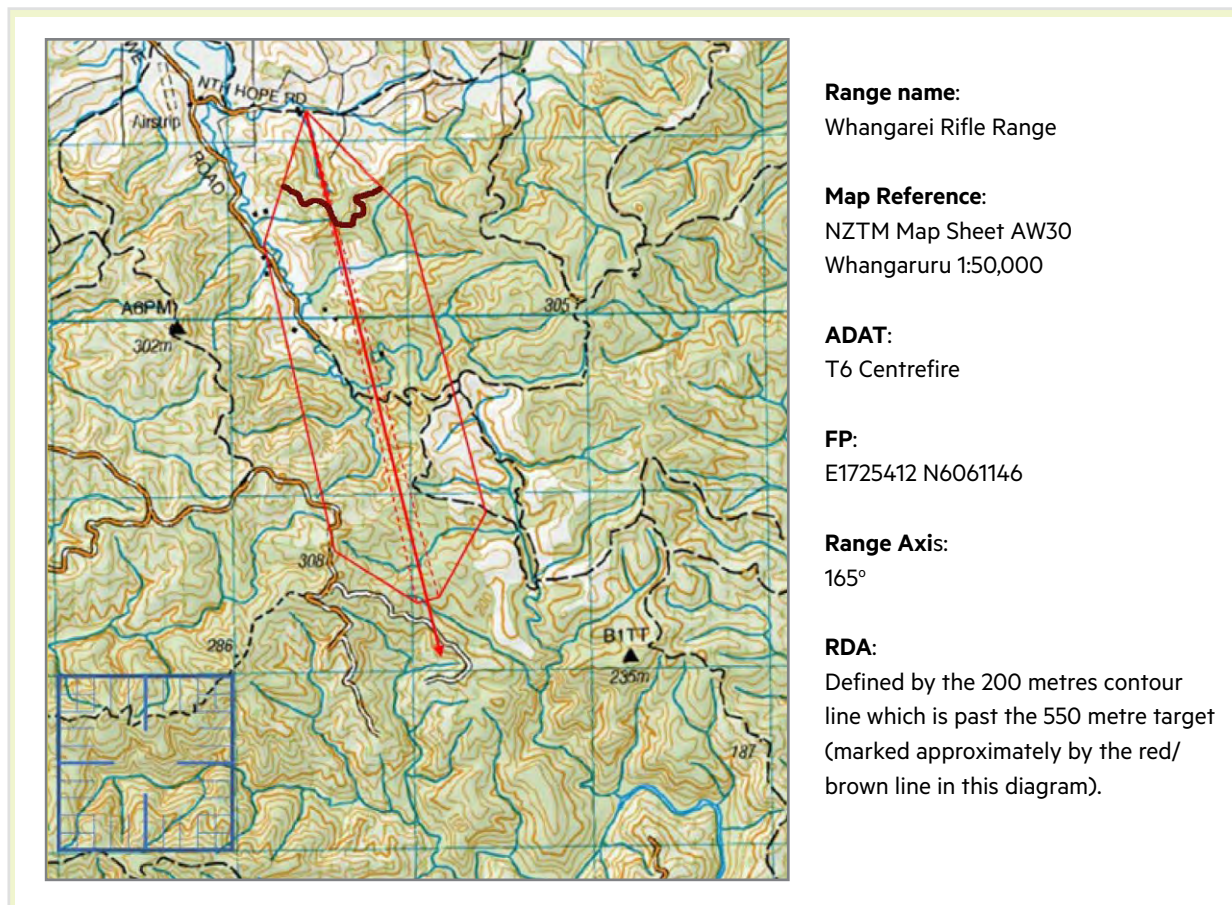 WE
NTH HOPE RD
Airstrip
ROAD
A6PM
302m
305
308
286
B1TT
235m
187
Range name:
Whangarei Rifle Range
Map Reference:
NZTM Map Sheet AW30
Whangaruru 1:50,000
ADAT:
T6 Centrefire
FP:
E1725412 N6061146
Range Axis:
165º
RDA:
Defined by the 200 metres contour
line which is past the 550 metre target
(marked approximately by the red/
brown line in this diagram).